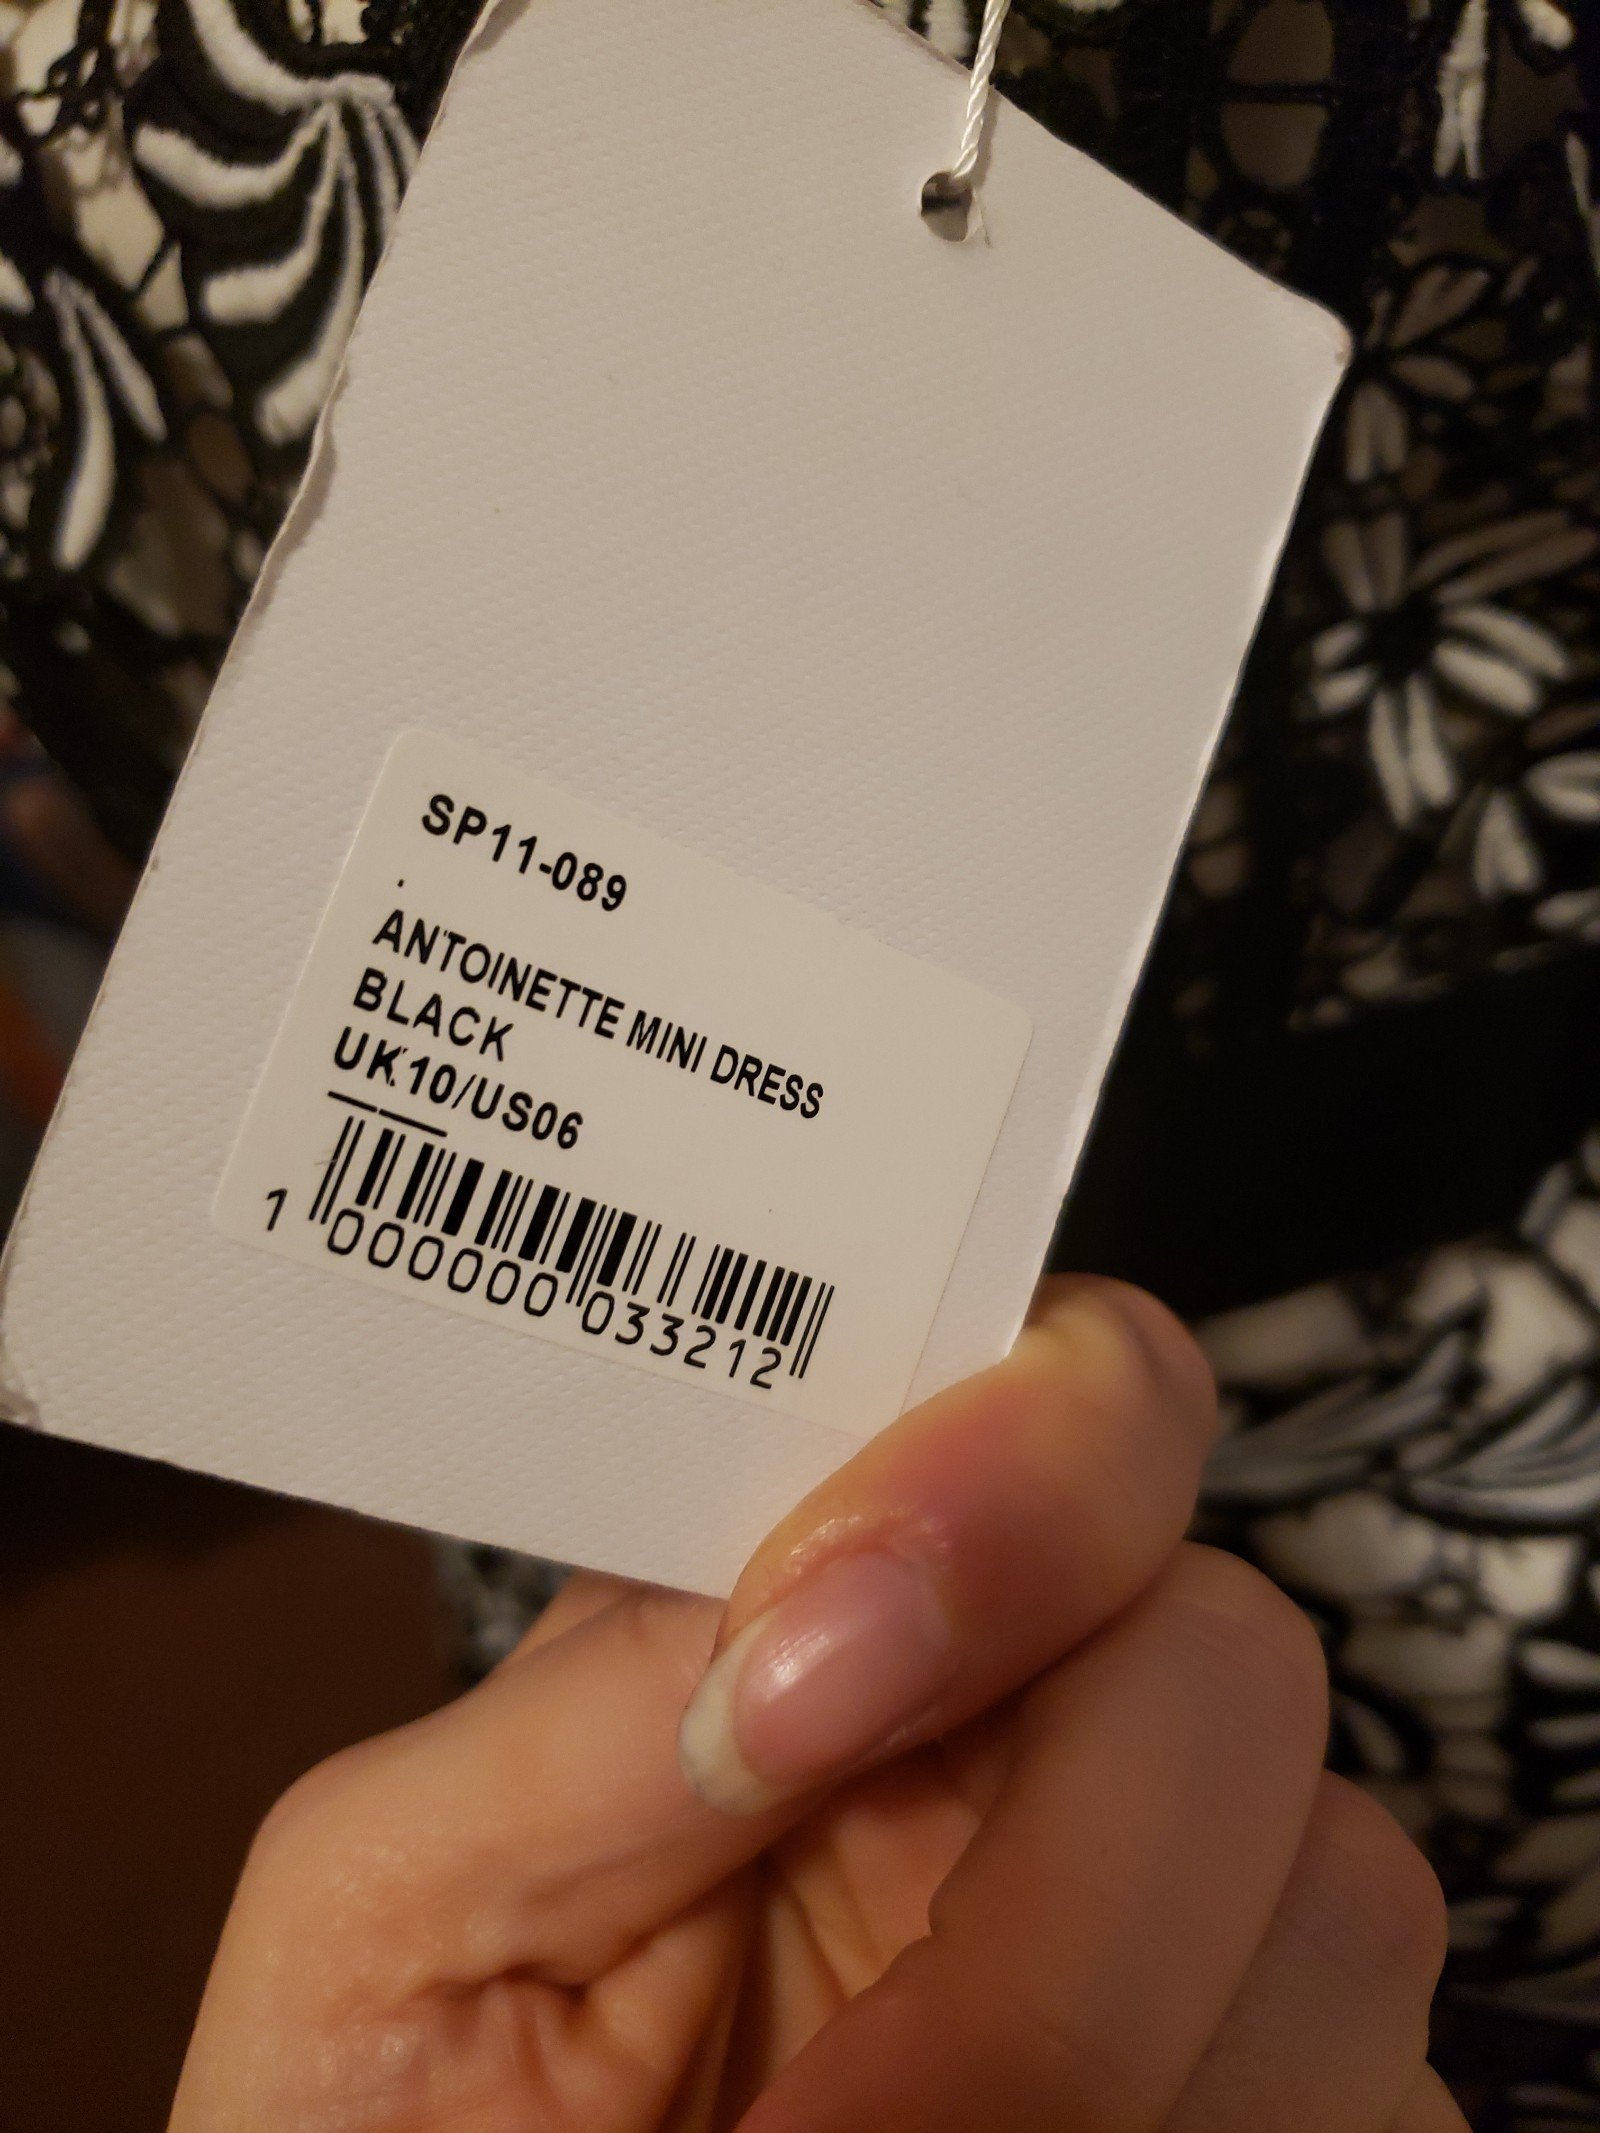 SP11-089
.
ANTOINETTE MINI DRESS
BLACK
UK10/US06
1 000000 033212